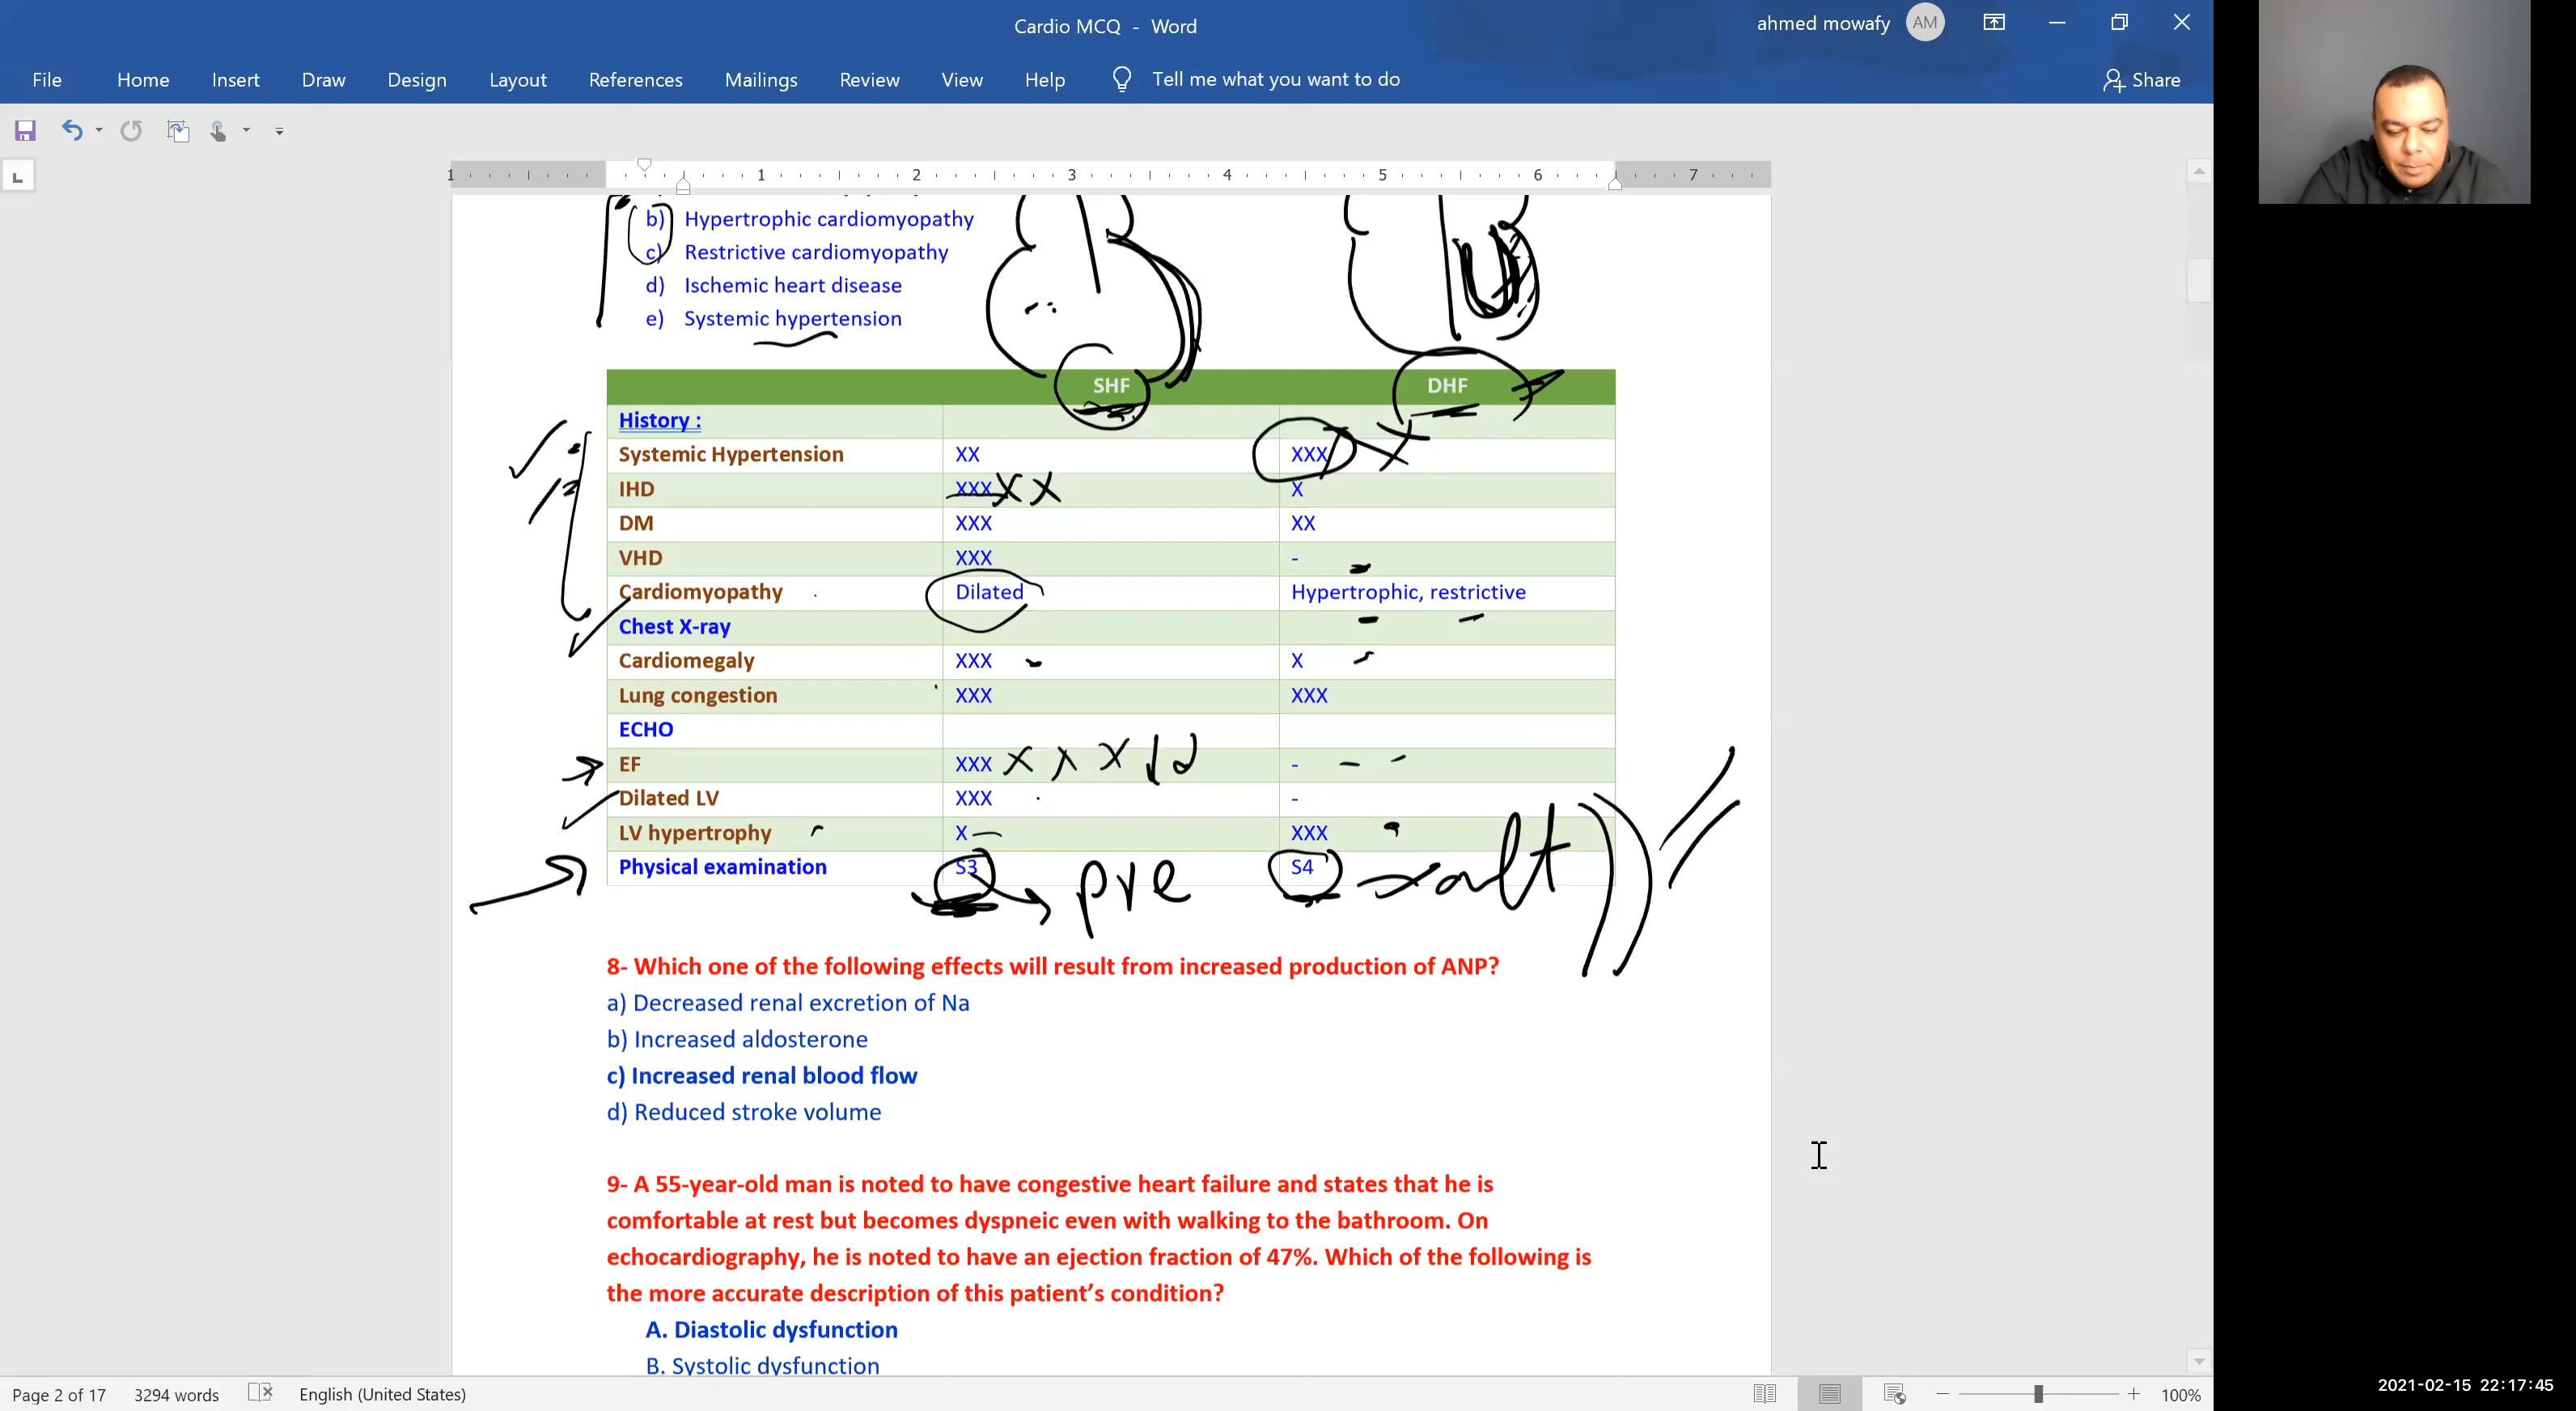 Cardio MCQ - Word
ahmed mowafy AM
File Home Insert Draw Design Layout References Mailings Review View Help Tell me what you want to do Share
1 1 2 3 4 5 6 7
b) Hypertrophic cardiomyopathy
c) Restrictive cardiomyopathy
d) Ischemic heart disease
e) Systemic hypertension
SHF DHF
History :
Systemic Hypertension XX XXX X
IHD XXX X X X
DM XXX XX
VHD XXX -
Cardiomyopathy Dilated Hypertrophic, restrictive
Chest X-ray
Cardiomegaly XXX X
Lung congestion XXX XXX
ECHO
EF XXX X X X -
Dilated LV XXX -
LV hypertrophy X XXX
Physical examination S3 pre S4 alt
8- Which one of the following effects will result from increased production of ANP?
a) Decreased renal excretion of Na
b) Increased aldosterone
c) Increased renal blood flow
d) Reduced stroke volume
9- A 55-year-old man is noted to have congestive heart failure and states that he is
comfortable at rest but becomes dyspneic even with walking to the bathroom. On
echocardiography, he is noted to have an ejection fraction of 47%. Which of the following is
the more accurate description of this patient’s condition?
A. Diastolic dysfunction
B. Systolic dysfunction
Page 2 of 17 3294 words English (United States) 100%
2021-02-15 22:17:45